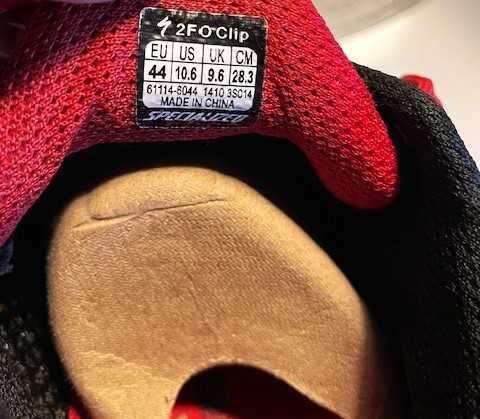 2FO Clip
EU US UK CM
44 10.6 9.6 28.3
61114-6044 1410 3S014
MADE IN CHINA
SPECIALIZED